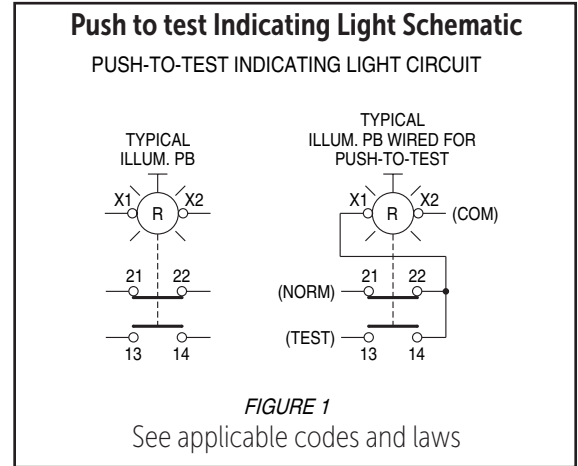 Push to test Indicating Light Schematic
PUSH-TO-TEST INDICATING LIGHT CIRCUIT
TYPICAL
ILLUM. PB
X1 R X2
21 22
13 14
TYPICAL
ILLUM. PB WIRED FOR
PUSH-TO-TEST
X1 R X2 (COM)
(NORM) 21 22
(TEST)
13 14
FIGURE 1
See applicable codes and laws